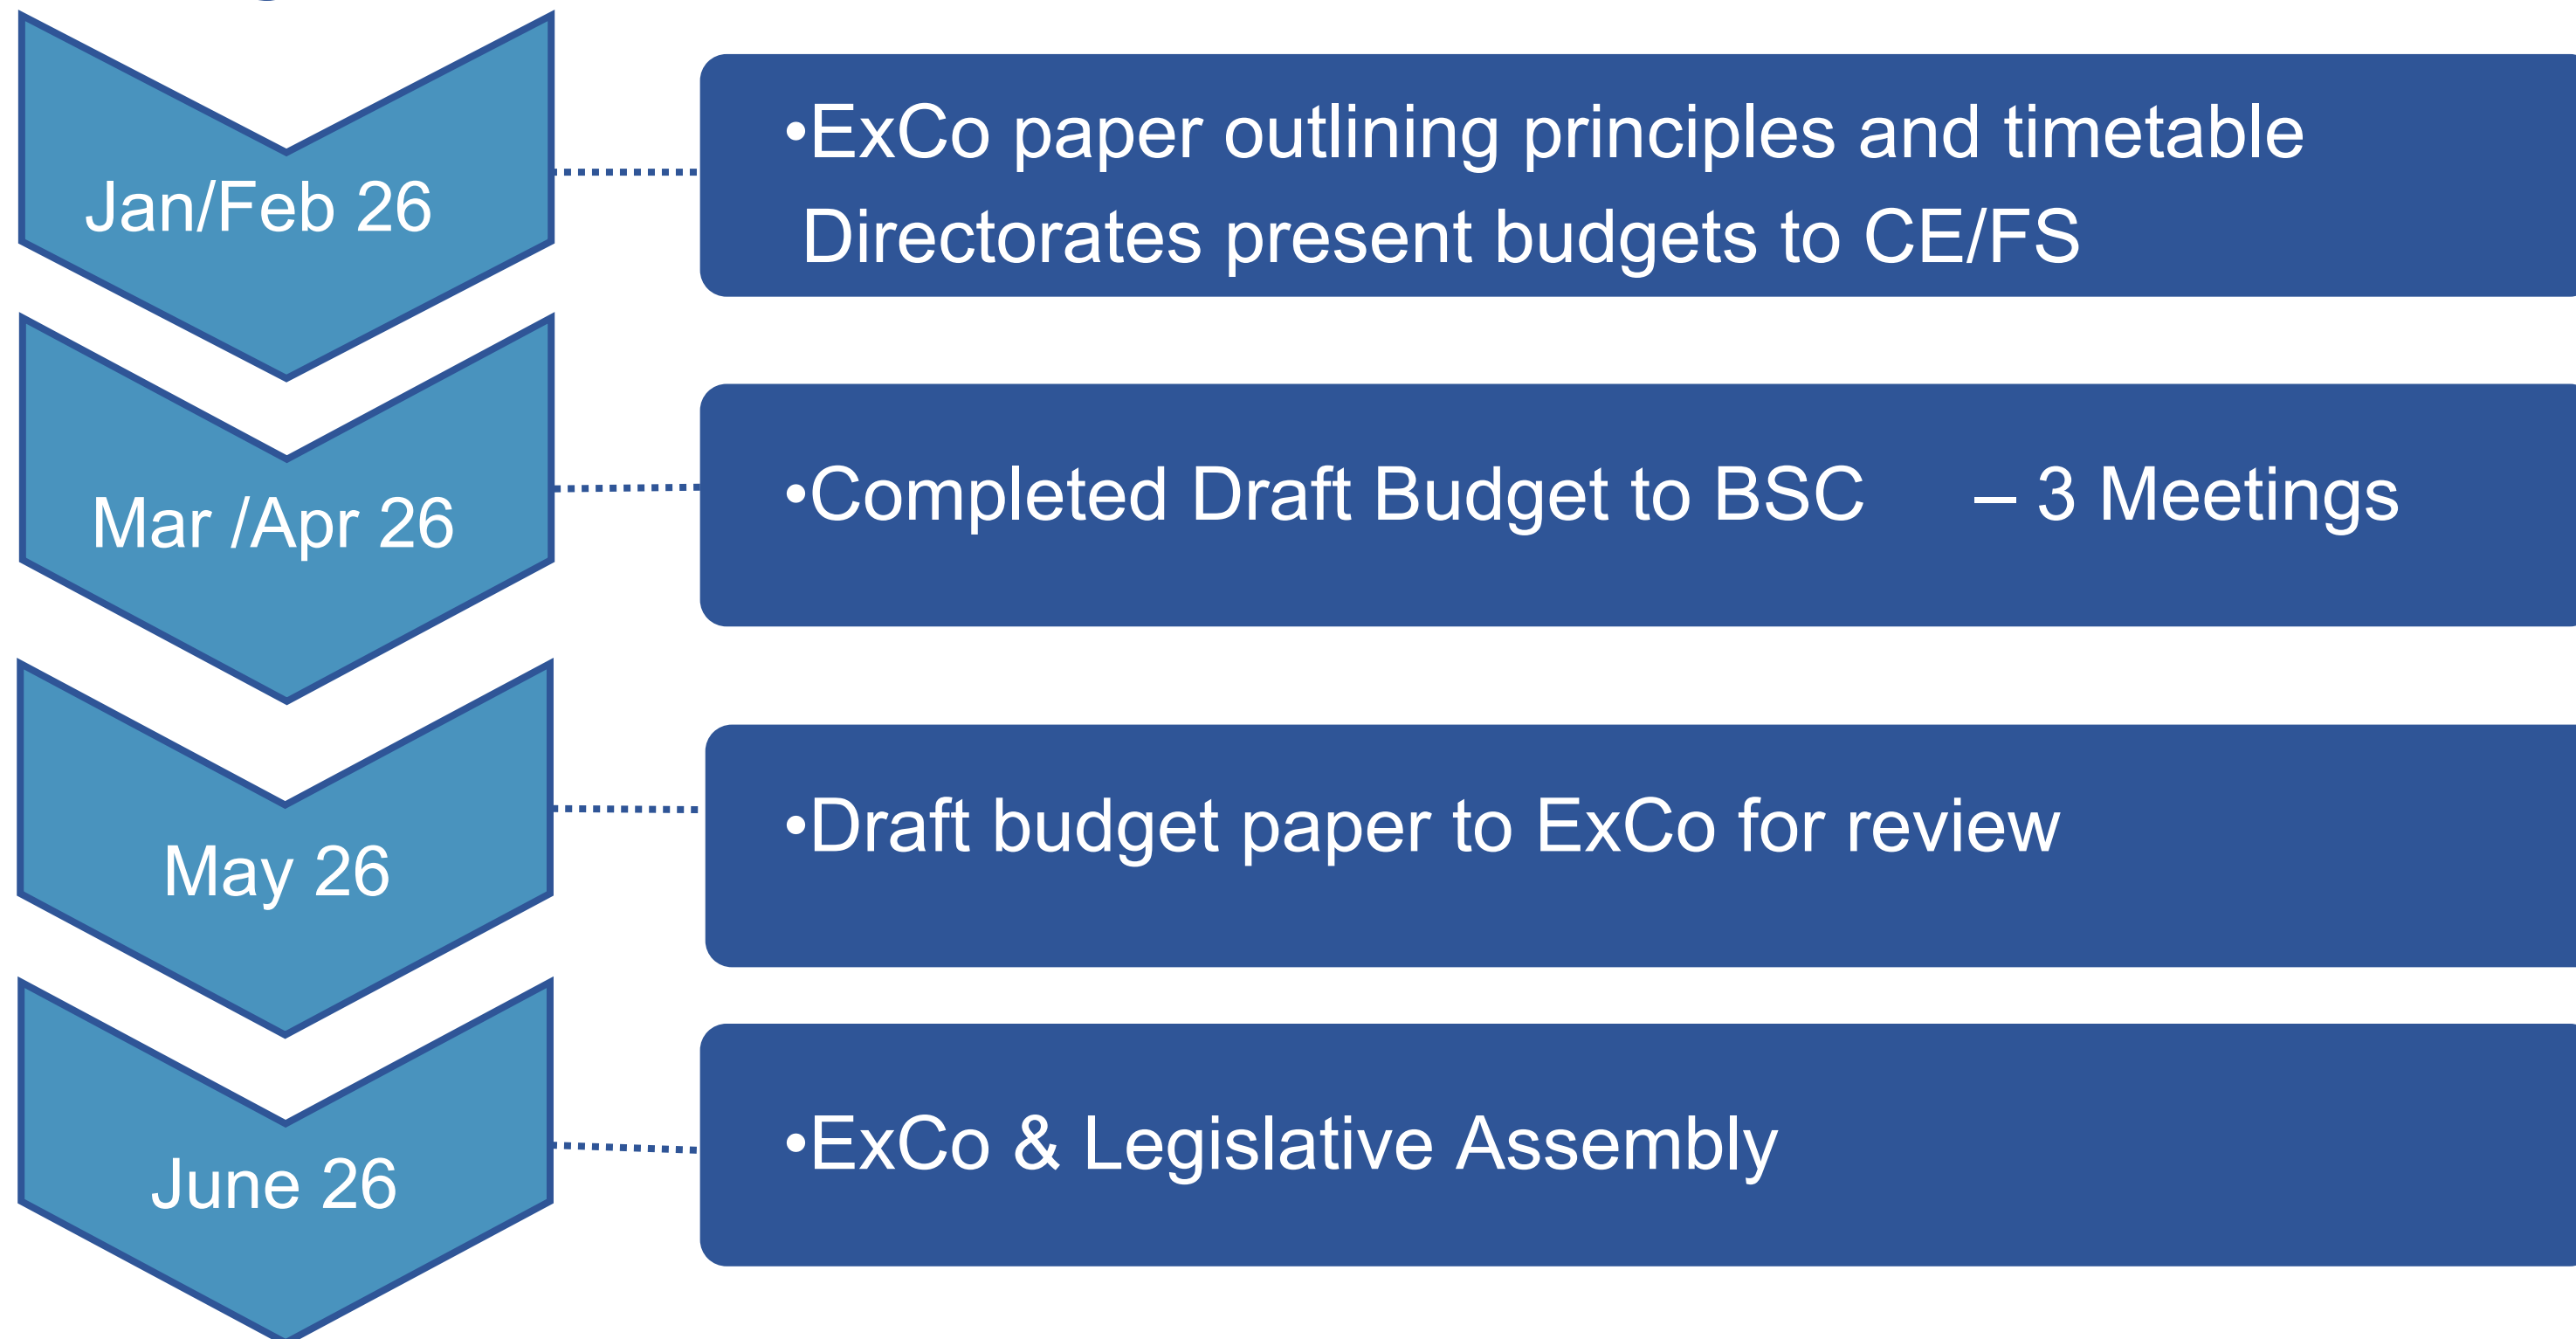 Jan/Feb 26
•ExCo paper outlining principles and timetable
Directorates present budgets to CE/FS
Mar /Apr 26
•Completed Draft Budget to BSC – 3 Meetings
May 26
•Draft budget paper to ExCo for review
June 26
•ExCo & Legislative Assembly